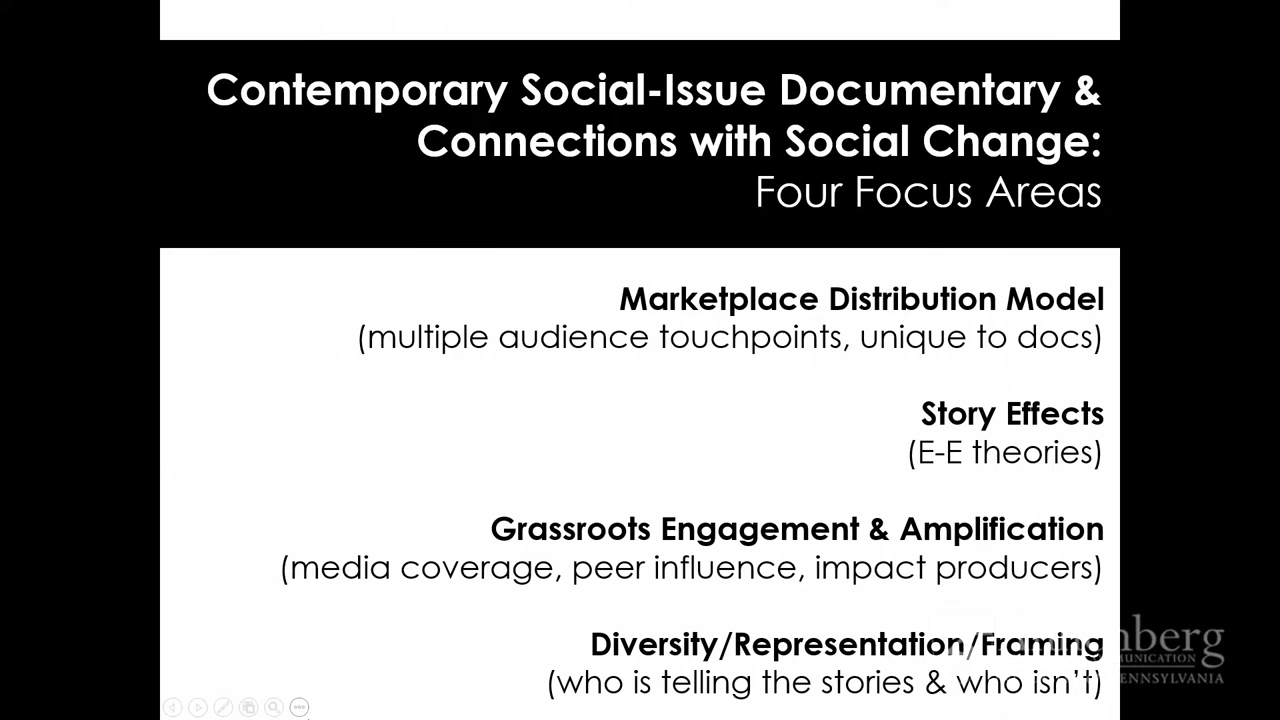 Contemporary Social-Issue Documentary &
Connections with Social Change:
Four Focus Areas
Marketplace Distribution Model
(multiple audience touchpoints, unique to docs)
Story Effects
(E-E theories)
Grassroots Engagement & Amplification
(media coverage, peer influence, impact producers)
Diversity/Representation/Framing
(who is telling the stories & who isn't)
PENNSYLVANIA